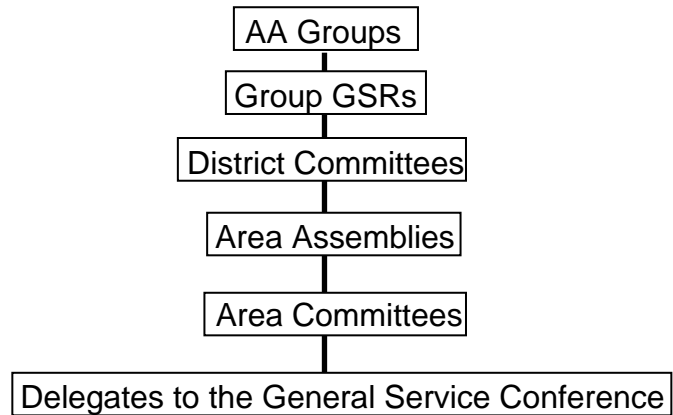 AA Groups
Group GSRs
District Committees
Area Assemblies
Area Committees
Delegates to the General Service Conference